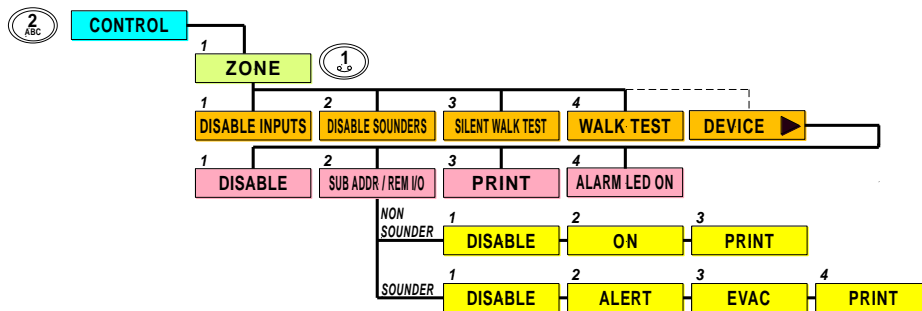 2
ABC
CONTROL
1
ZONE
1
1 2 3 4
DISABLE INPUTS DISABLE SOUNDERS SILENT WALK TEST WALK TEST DEVICE
1 2 3 4
DISABLE SUB ADDR / REM I/O PRINT ALARM LED ON
NON
SOUNDER
1 2 3
DISABLE ON PRINT
SOUNDER
1 2 3 4
DISABLE ALERT EVAC PRINT